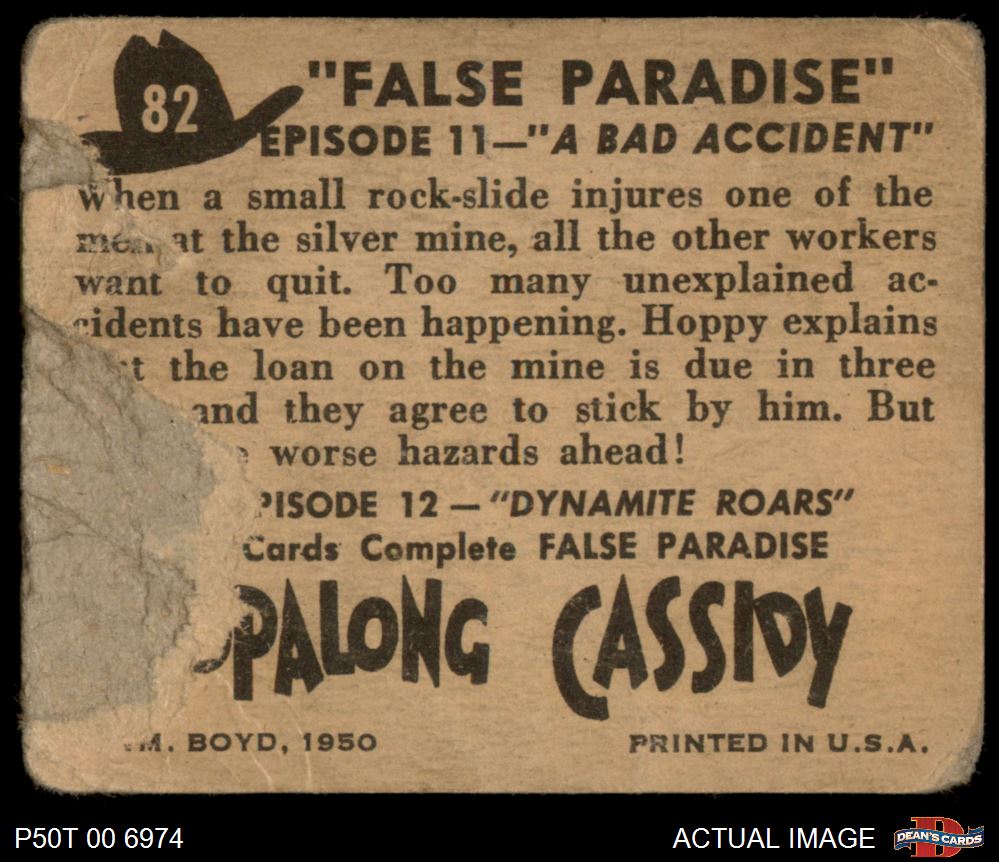 82
"FALSE PARADISE"
EPISODE 11—"A BAD ACCIDENT"
When a small rock-slide injures one of the
men at the silver mine, all the other workers
want to quit. Too many unexplained ac-
cidents have been happening. Hoppy explains
the loan on the mine is due in three
and they agree to stick by him. But
worse hazards ahead!
EPISODE 12—"DYNAMITE ROARS"
Cards Complete FALSE PARADISE
PALONG CASSIDY
WM. BOYD, 1950
PRINTED IN U.S.A.
P50T 00 6974
ACTUAL IMAGE
D
DEAN'S CARDS